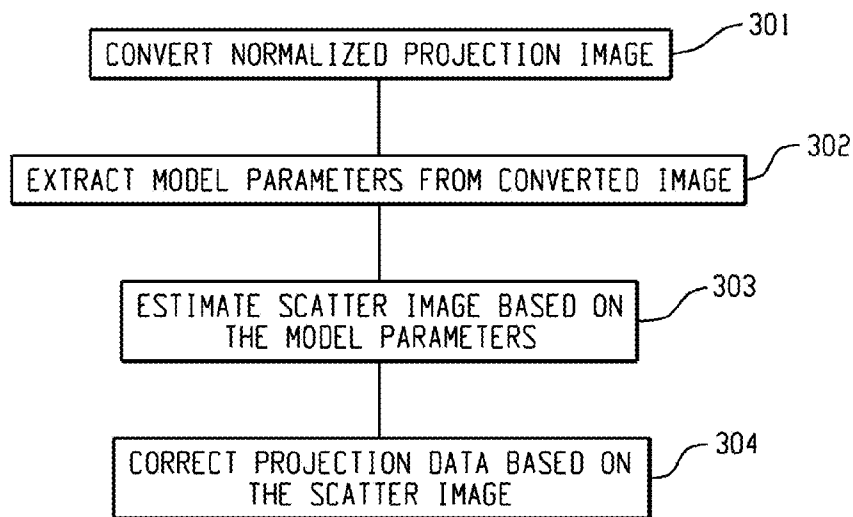 301
CONVERT NORMALIZED PROJECTION IMAGE
302
EXTRACT MODEL PARAMETERS FROM CONVERTED IMAGE
303
ESTIMATE SCATTER IMAGE BASED ON
THE MODEL PARAMETERS
304
CORRECT PROJECTION DATA BASED ON
THE SCATTER IMAGE